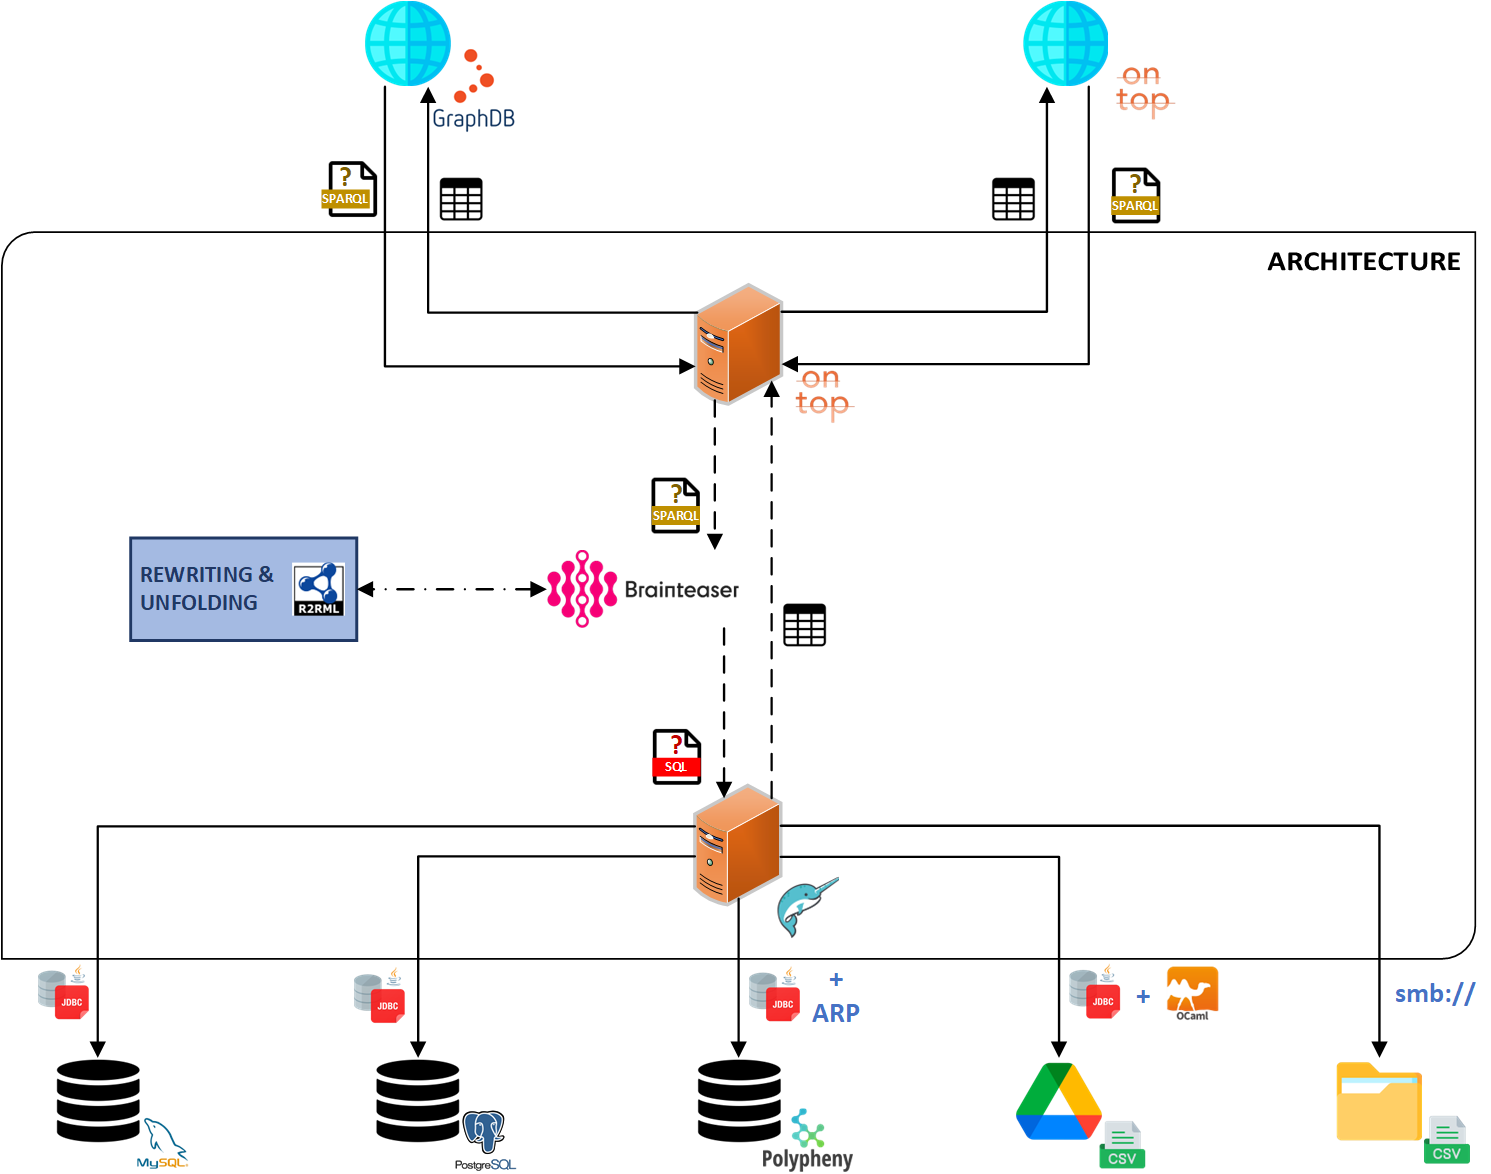 GraphDB
on
top
?
SPARQL
?
SPARQL
ARCHITECTURE
on
top
?
SPARQL
REWRITING &
UNFOLDING
R2RML
Brainteaser
?
SQL
JDBC
JDBC
JDBC
+
ARP
JDBC
+
OCaml
smb://
MySQL
PostgreSQL
Polypheny
CSV
CSV